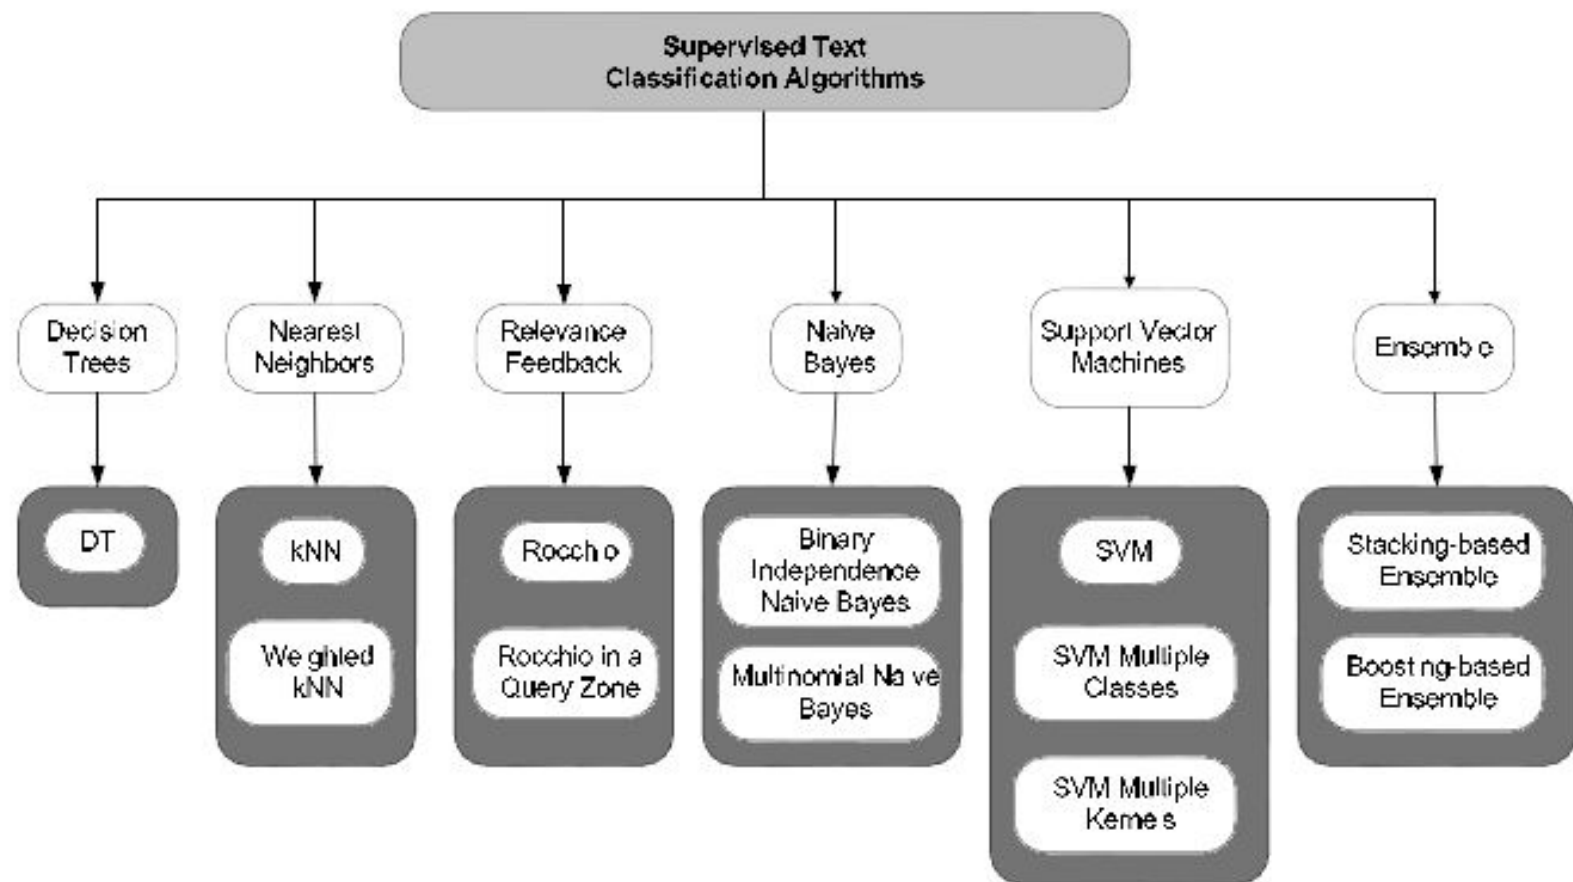 Supervised Text
Classification Algorithms
Decision
Trees
Nearest
Neighbors
Relevance
Feedback
Naive
Bayes
Support Vector
Machines
Ensemble
DT
kNN
Weighted
kNN
Rocchio
Rocchio in a
Query Zone
Binary
Independence
Naive Bayes
Multinomial Naive
Bayes
SVM
SVM Multiple
Classes
SVM Multiple
Kernels
Stacking-based
Ensemble
Boosting-based
Ensemble